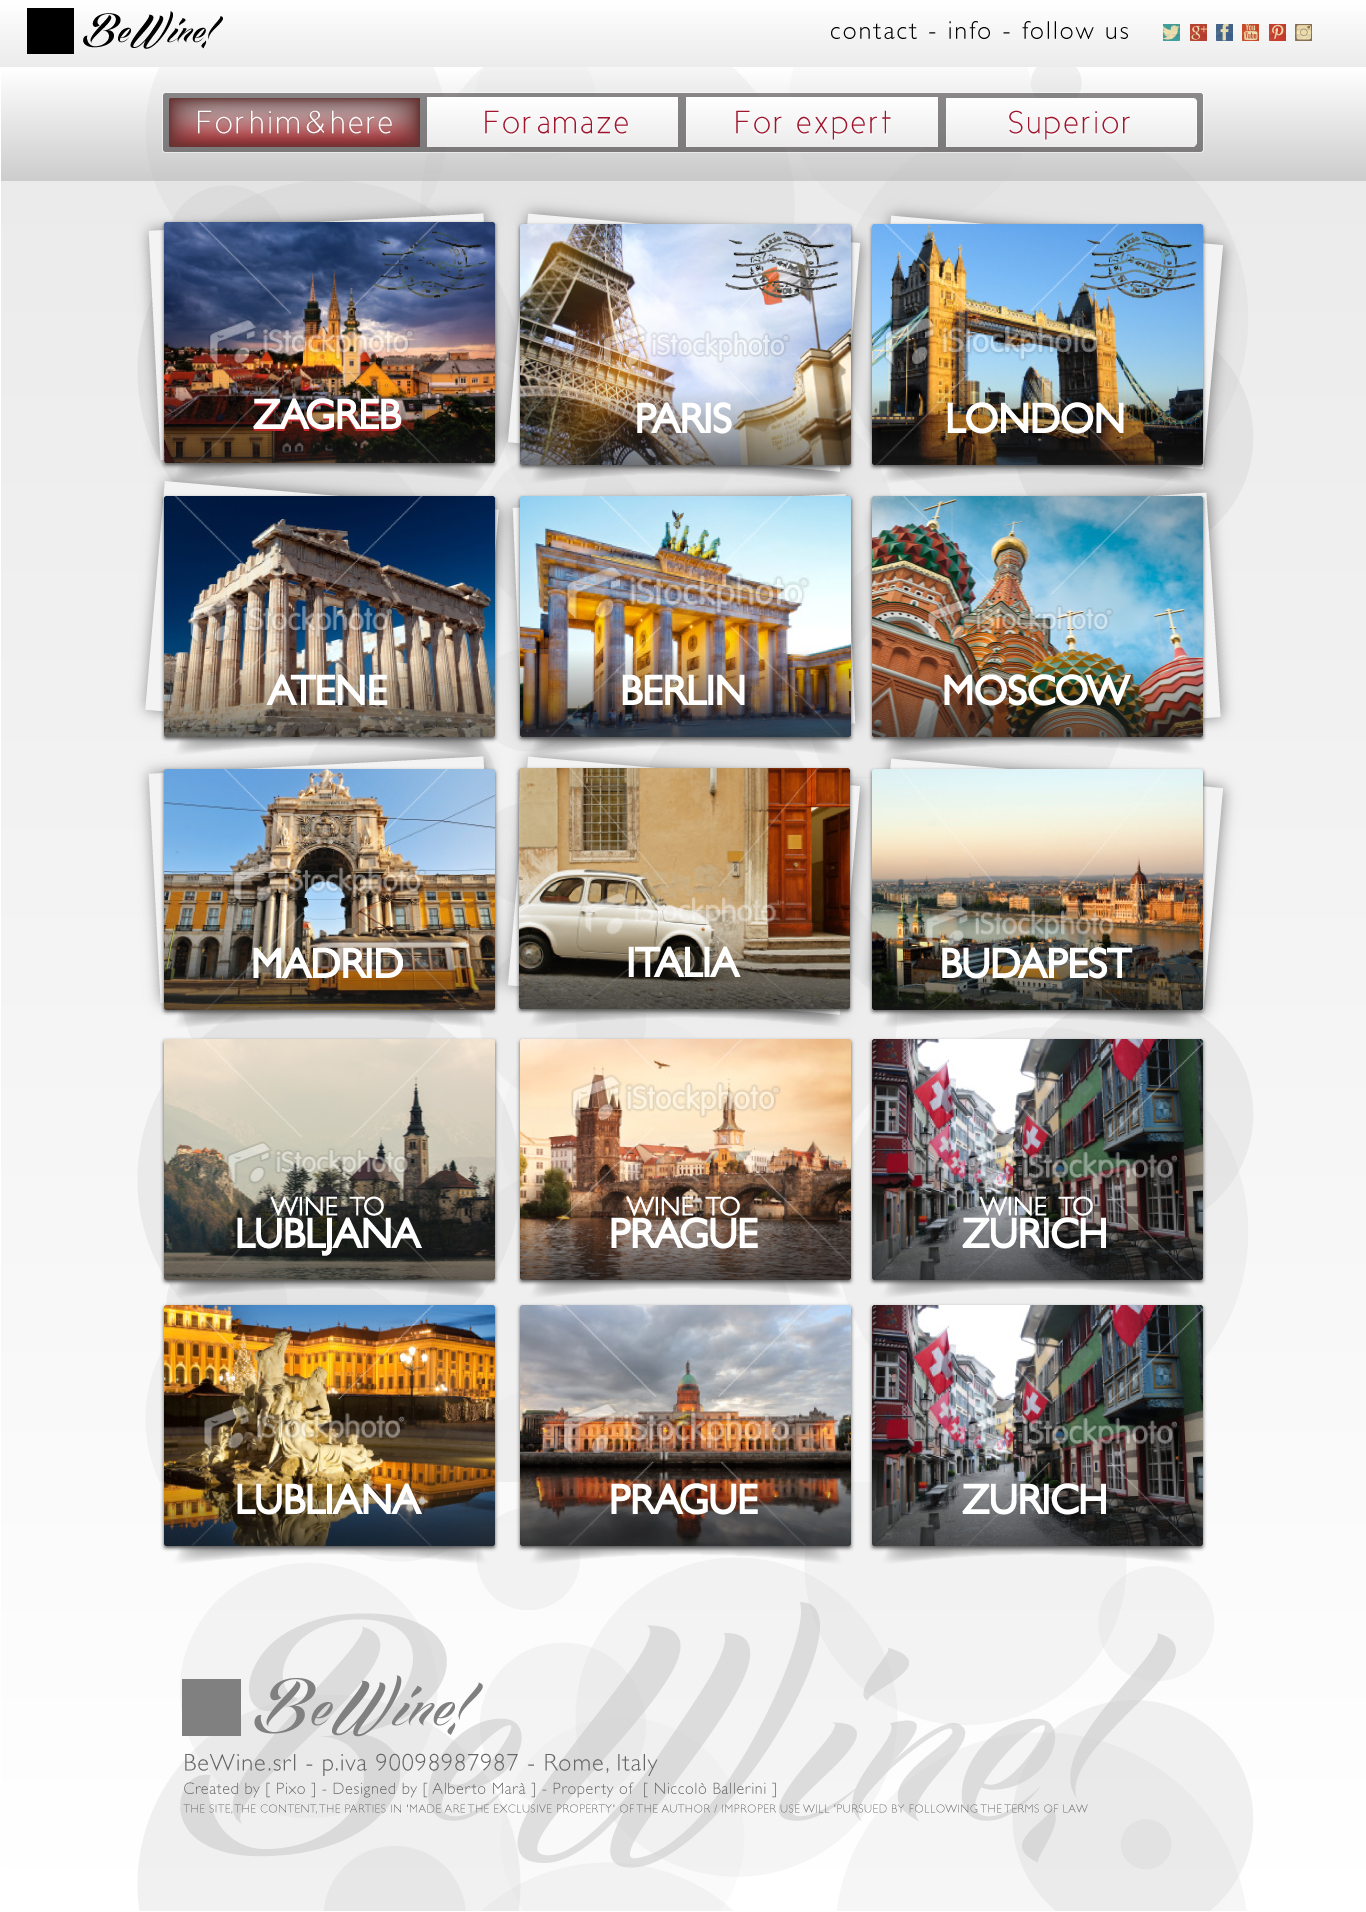 BeWine!
contact - info - follow us
Forhim&here
Foramaze
For expert
Superior
iStockphoto
ZAGREB
iStockphoto
PARIS
iStockphoto
LONDON
iStockphoto
ATENE
iStockphoto
BERLIN
iStockphoto
MOSCOW
iStockphoto
MADRID
iStockphoto
ITALIA
iStockphoto
BUDAPEST
iStockphoto
WINE TO
LUBLJANA
iStockphoto
WINE TO
PRAGUE
iStockphoto
WINE TO
ZURICH
iStockphoto
LUBLIANA
iStockphoto
PRAGUE
iStockphoto
ZURICH
BeWine!
BeWine!
BeWine.srl - p.iva 90098987987 - Rome, Italy
Created by [ Pixo ] - Designed by [ Alberto Marà ] - Property of [ Niccolò Ballerini ]
THE SITE, THE CONTENT, THE PARTIES IN "MADE ARE THE EXCLUSIVE PROPERTY" OF THE AUTHOR / IMPROPER USE WILL "PURSUED BY FOLLOWING THE TERMS OF LAW